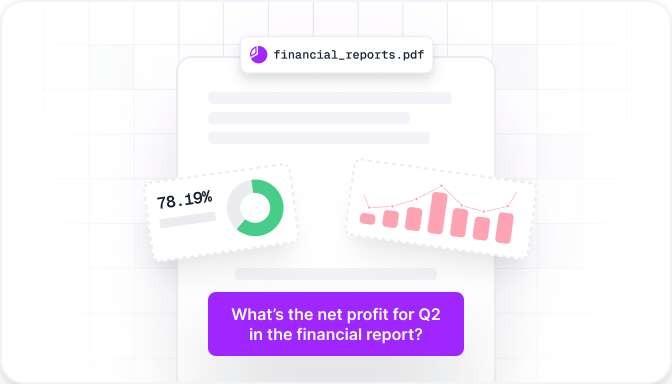 financial_reports.pdf
78.19%
What's the net profit for Q2
in the financial report?